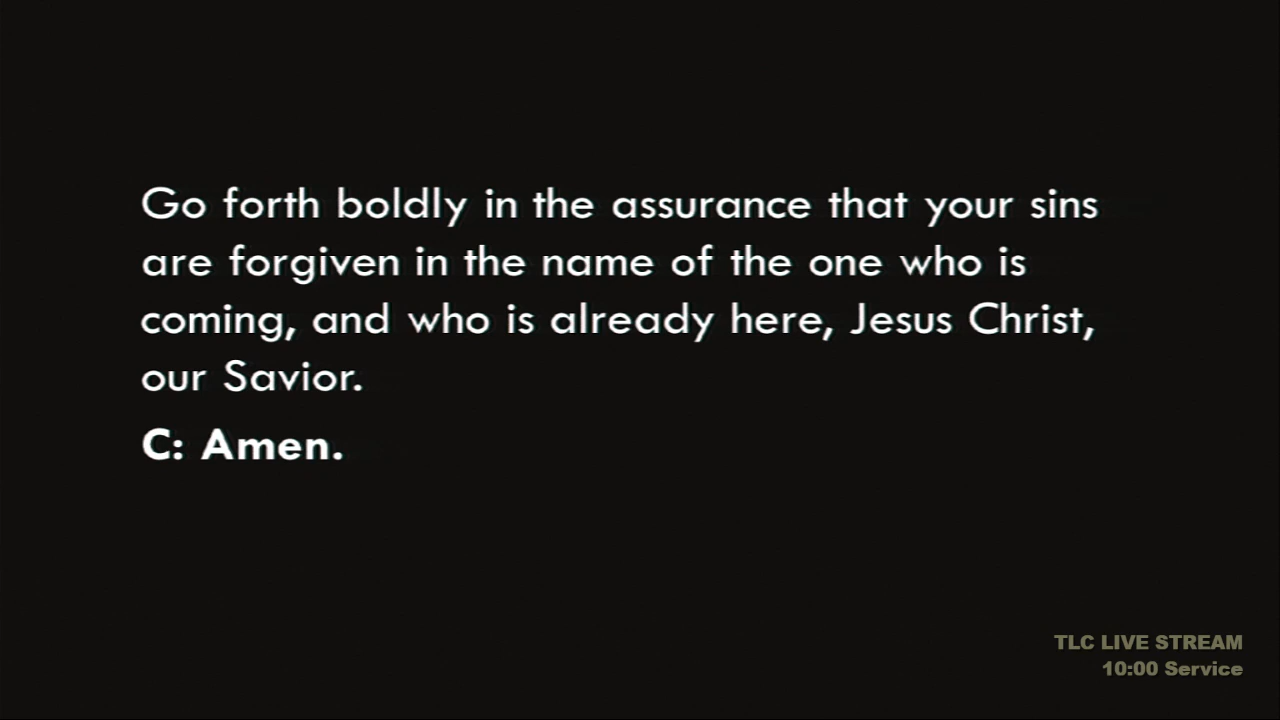 Go forth boldly in the assurance that your sins
are forgiven in the name of the one who is
coming, and who is already here, Jesus Christ,
our Savior.
C: Amen.
TLC LIVE STREAM
10:00 Service